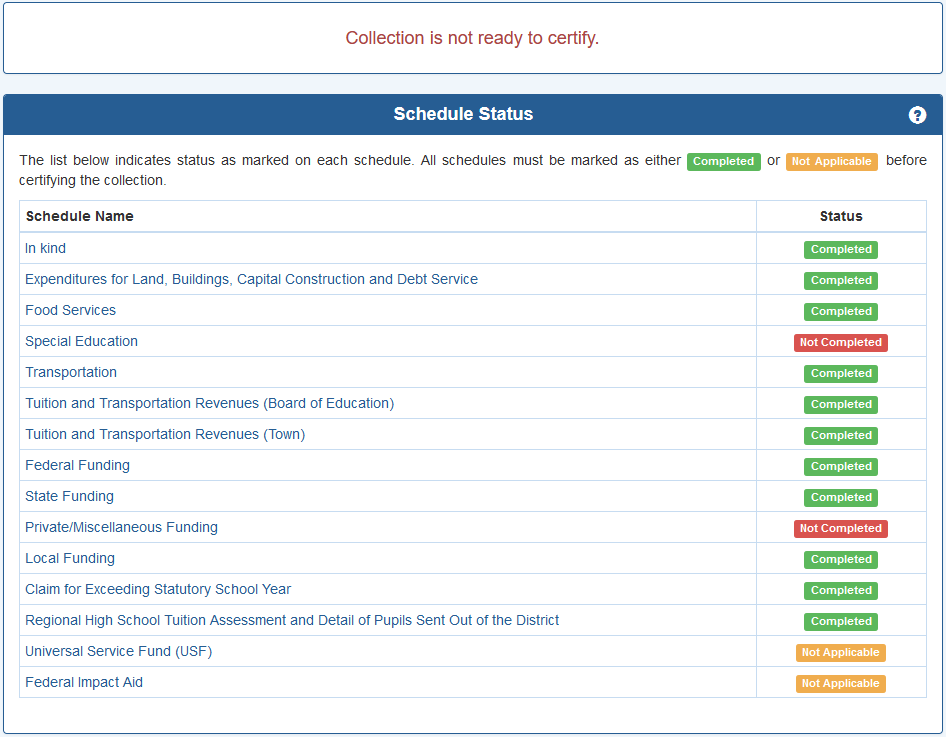 Collection is not ready to certify.
Schedule Status ?
The list below indicates status as marked on each schedule. All schedules must be marked as either Completed or Not Applicable before
certifying the collection.
Schedule Name Status
In kind Completed
Expenditures for Land, Buildings, Capital Construction and Debt Service Completed
Food Services Completed
Special Education Not Completed
Transportation Completed
Tuition and Transportation Revenues (Board of Education) Completed
Tuition and Transportation Revenues (Town) Completed
Federal Funding Completed
State Funding Completed
Private/Miscellaneous Funding Not Completed
Local Funding Completed
Claim for Exceeding Statutory School Year Completed
Regional High School Tuition Assessment and Detail of Pupils Sent Out of the District Completed
Universal Service Fund (USF) Not Applicable
Federal Impact Aid Not Applicable